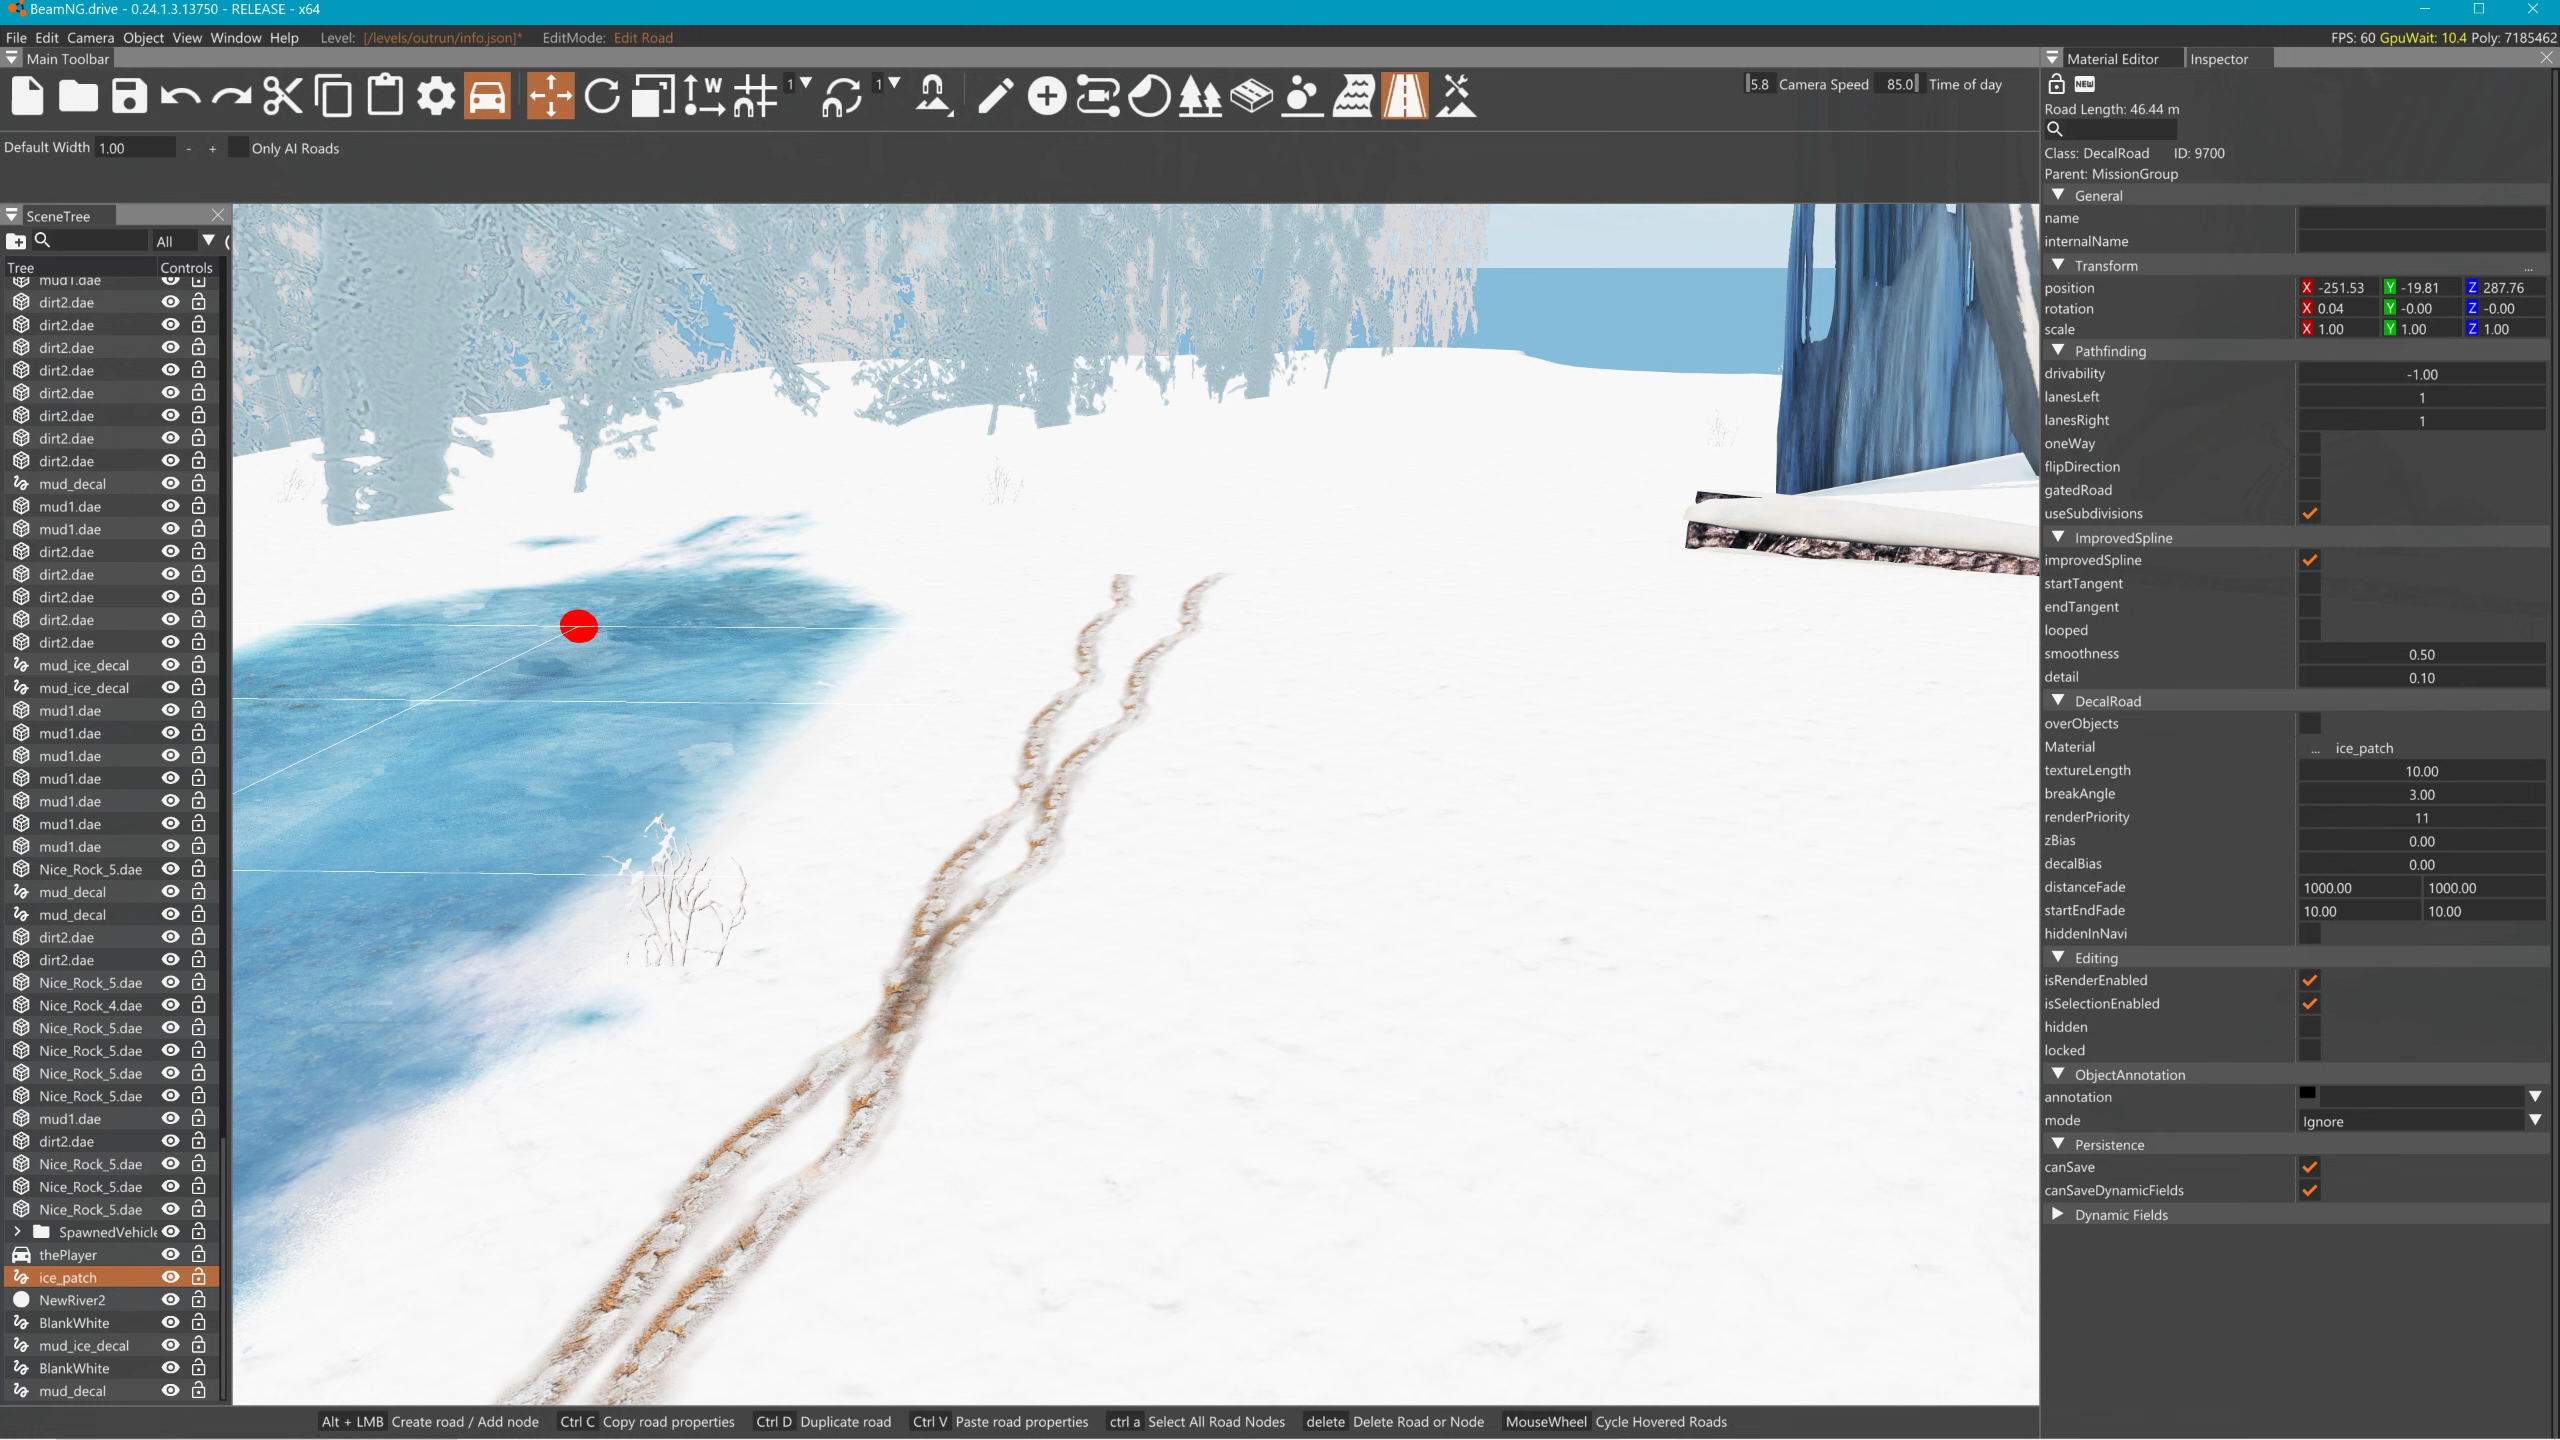 BeamNG.drive - 0.24.1.3.13750 - RELEASE - x64
File Edit Camera Object View Window Help Level: [/levels/outrun/info.json]* EditMode: Edit Road FPS: 60 GpuWait: 10.4 Poly: 7185462
Main Toolbar
W 1 1 5.8 Camera Speed 85.0 Time of day
Default Width 1.00 - + Only AI Roads
SceneTree
All
Tree Controls
mud1.dae
dirt2.dae
dirt2.dae
dirt2.dae
dirt2.dae
dirt2.dae
dirt2.dae
dirt2.dae
dirt2.dae
mud_decal
mud1.dae
mud1.dae
dirt2.dae
dirt2.dae
dirt2.dae
dirt2.dae
dirt2.dae
mud_ice_decal
mud_ice_decal
mud1.dae
mud1.dae
mud1.dae
mud1.dae
mud1.dae
mud1.dae
mud1.dae
Nice_Rock_5.dae
mud_decal
mud_decal
dirt2.dae
dirt2.dae
Nice_Rock_5.dae
Nice_Rock_4.dae
Nice_Rock_5.dae
Nice_Rock_5.dae
Nice_Rock_5.dae
Nice_Rock_5.dae
mud1.dae
dirt2.dae
Nice_Rock_5.dae
Nice_Rock_5.dae
Nice_Rock_5.dae
SpawnedVehicle
thePlayer
ice_patch
NewRiver2
BlankWhite
mud_ice_decal
BlankWhite
mud_decal
Material Editor Inspector
NEW
Road Length: 46.44 m
Class: DecalRoad ID: 9700
Parent: MissionGroup
General
name
internalName
Transform ...
position X -251.53 Y -19.81 Z 287.76
rotation X 0.04 Y -0.00 Z -0.00
scale X 1.00 Y 1.00 Z 1.00
Pathfinding
drivability -1.00
lanesLeft 1
lanesRight 1
oneWay
flipDirection
gatedRoad
useSubdivisions
ImprovedSpline
improvedSpline
startTangent
endTangent
looped
smoothness 0.50
detail 0.10
DecalRoad
overObjects
Material ... ice_patch
textureLength 10.00
breakAngle 3.00
renderPriority 11
zBias 0.00
decalBias 0.00
distanceFade 1000.00 1000.00
startEndFade 10.00 10.00
hiddenInNavi
Editing
isRenderEnabled
isSelectionEnabled
hidden
locked
ObjectAnnotation
annotation
mode Ignore
Persistence
canSave
canSaveDynamicFields
Dynamic Fields
Alt + LMB Create road / Add node Ctrl C Copy road properties Ctrl D Duplicate road Ctrl V Paste road properties ctrl a Select All Road Nodes delete Delete Road or Node MouseWheel Cycle Hovered Roads